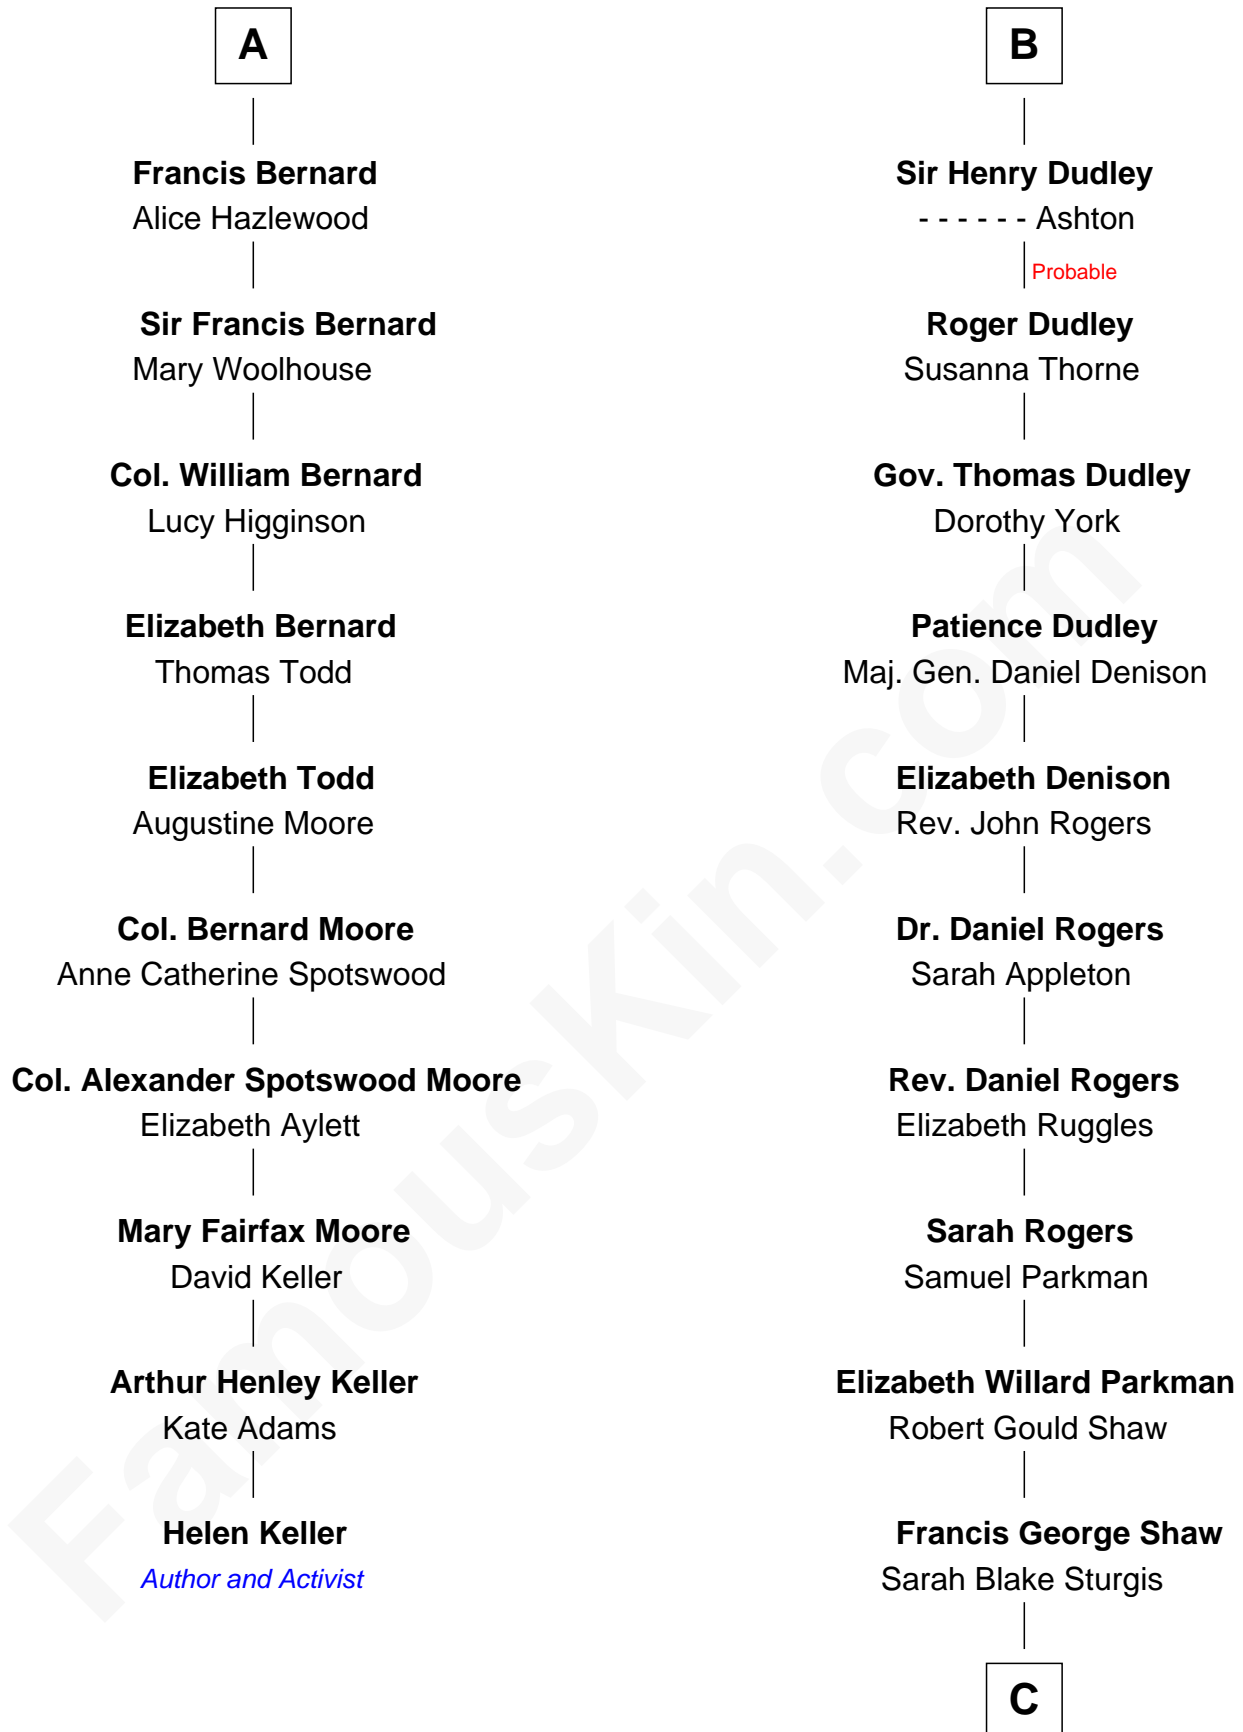 A
Francis Bernard
Alice Hazlewood
Sir Francis Bernard
Mary Woolhouse
Col. William Bernard
Lucy Higginson
Elizabeth Bernard
Thomas Todd
Elizabeth Todd
Augustine Moore
Col. Bernard Moore
Anne Catherine Spotswood
Col. Alexander Spotswood Moore
Elizabeth Aylett
Mary Fairfax Moore
David Keller
Arthur Henley Keller
Kate Adams
Helen Keller
Author and Activist
B
Sir Henry Dudley
- - - - - - Ashton
Probable
Roger Dudley
Susanna Thorne
Gov. Thomas Dudley
Dorothy York
Patience Dudley
Maj. Gen. Daniel Denison
Elizabeth Denison
Rev. John Rogers
Dr. Daniel Rogers
Sarah Appleton
Rev. Daniel Rogers
Elizabeth Ruggles
Sarah Rogers
Samuel Parkman
Elizabeth Willard Parkman
Robert Gould Shaw
Francis George Shaw
Sarah Blake Sturgis
C
FamousKin.com